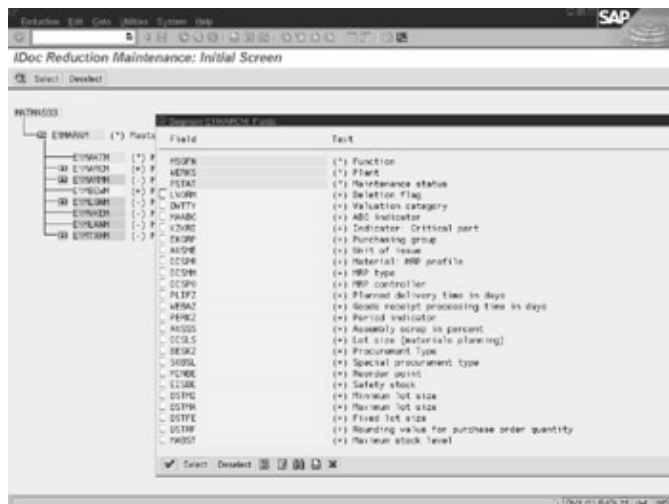 Reduction Edit Goto Utilities System Help
SAP
IDoc Reduction Maintenance: Initial Screen
Select Deselect
E1MARAM (*)
Segment E1MARCM: Fields
Field Text
MSGFN (*) Function
WERKS (*) Plant
PSTAT (*) Maintenance status
LVORM (+) Deletion flag
BWTTY (+) Valuation category
MAABC (+) ABC indicator
KZKRI (+) Indicator: Critical part
EKGRP (+) Purchasing group
AUSME (+) Unit of issue
DISPR (+) Material: MRP profile
DISMM (+) MRP type
DISPO (+) MRP controller
PLIFZ (+) Planned delivery time in days
WEBAZ (+) Goods receipt processing time in days
PERKZ (+) Period indicator
AUSSS (+) Assembly scrap in percent
DISLS (+) Lot size (materials planning)
BESKZ (+) Procurement Type
SOBSL (+) Special procurement type
MINBE (+) Reorder point
EISBE (+) Safety stock
BSTMI (+) Minimum lot size
BSTMA (+) Maximum lot size
BSTFE (+) Fixed lot size
BSTRF (+) Rounding value for purchase order quantity
MABST (+) Maximum stock level
E1MAKTM (*)
E1MARCM (+)
E1MARMM (-)
E1MBEWM (+)
E1MLGNM (-)
E1MVKEM (-)
E1MLANM (-)
E1MTXHM (-)
Select Deselect